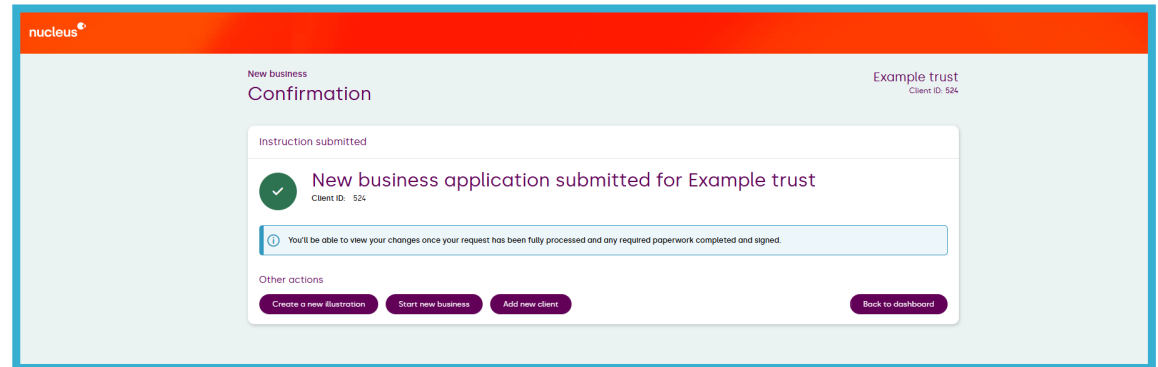 nucleus
New business
Confirmation
Example trust
Client ID: 524
Instruction submitted
New business application submitted for Example trust
Client ID: 524
You'll be able to view your changes once your request has been fully processed and any required paperwork completed and signed.
Other actions
Create a new illustration Start new business Add new client Back to dashboard